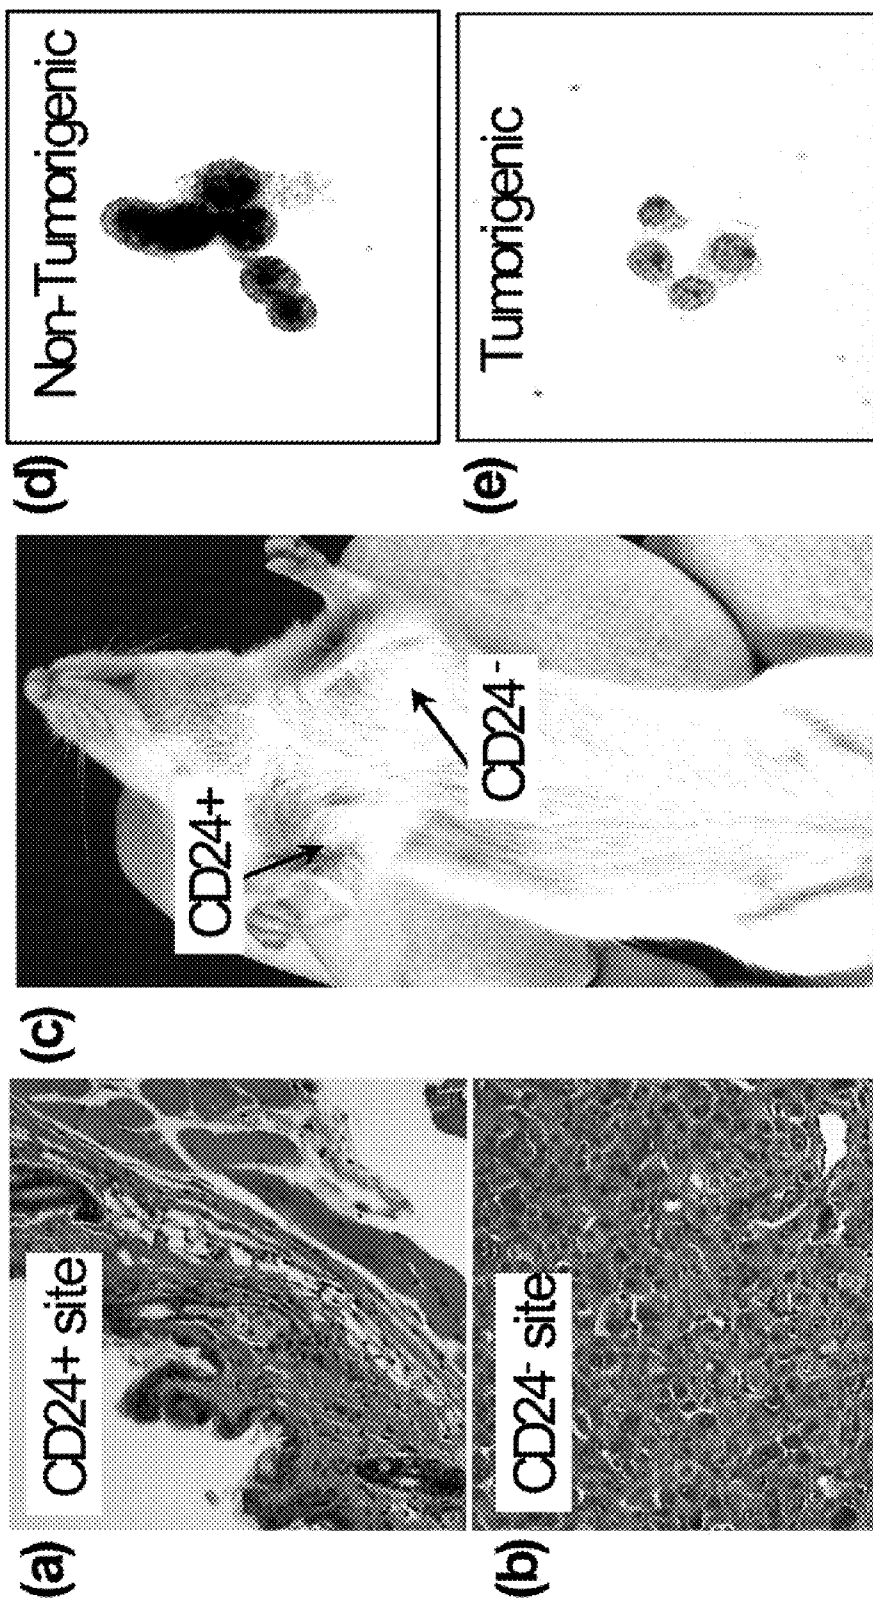 (a)
CD24+ site
(b)
CD24- site
(c)
CD24+
CD24-
(d)
Non-Tumorigenic
(e)
Tumorigenic